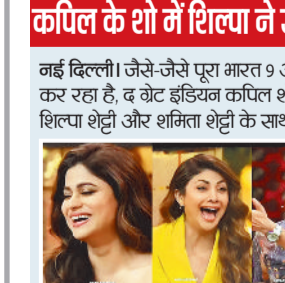 कपिल के शो में शिल्पा ने
नई दिल्ली। जैसे-जैसे पूरा भारत 9
कर रहा है, द ग्रेट इंडियन कपिल
शिल्पा शेट्टी और शमिता शेट्टी के साथ